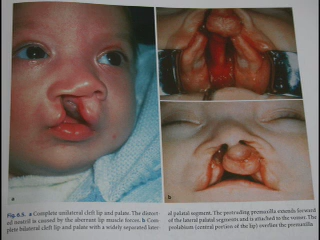 a
b
Fig. 6.5. a Complete unilateral cleft lip and palate. The distort-
ed nostril is caused by the aberrant lip muscle forces. b Com-
plete bilateral cleft lip and palate with a widely separated later-
al palatal segment. The protruding premaxilla extends forward
of the lateral palatal segments and is attached to the vomer. The
prolabium (central portion of the lip) overlies the premaxilla